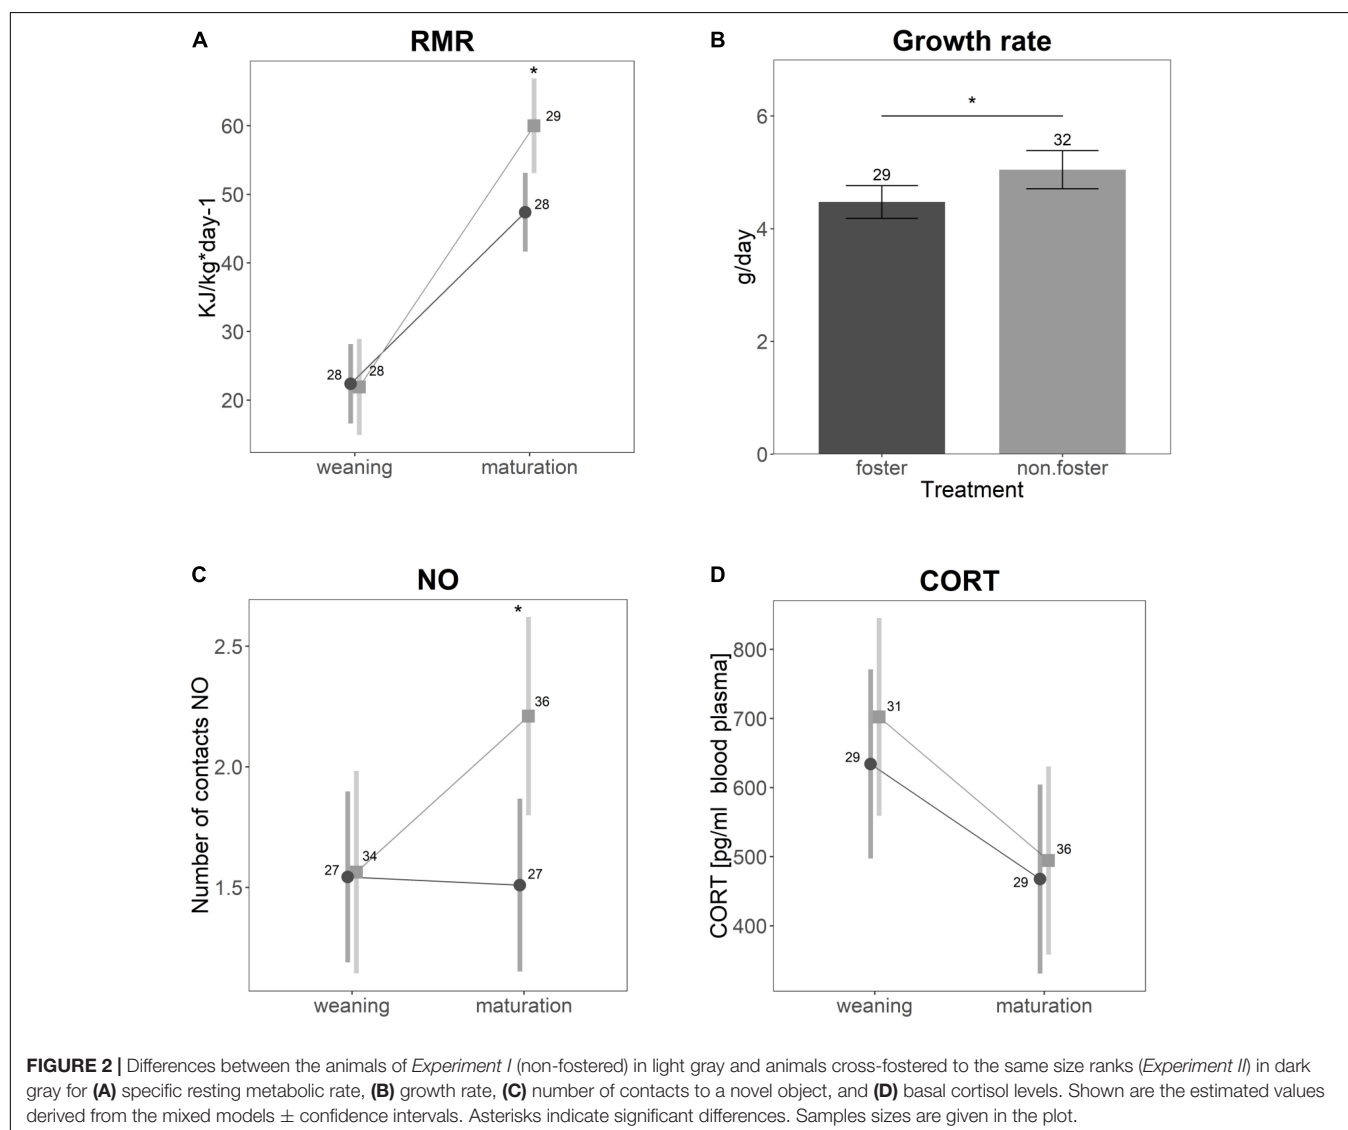 A
RMR
*
29
60
50
28
40
KJ/kg*day-1
30
28
28
20
weaning
maturation
B
Growth rate
*
6
32
29
4
g/day
2
0
foster
non.foster
Treatment
C
NO
*
2.5
36
2.0
Number of contacts NO
34
27
27
1.5
weaning
maturation
D
CORT
800
31
700
29
600
CORT [pg/ml blood plasma]
36
500
29
400
weaning
maturation
FIGURE 2 | Differences between the animals of Experiment I (non-fostered) in light gray and animals cross-fostered to the same size ranks (Experiment II) in dark
gray for (A) specific resting metabolic rate, (B) growth rate, (C) number of contacts to a novel object, and (D) basal cortisol levels. Shown are the estimated values
derived from the mixed models ± confidence intervals. Asterisks indicate significant differences. Samples sizes are given in the plot.